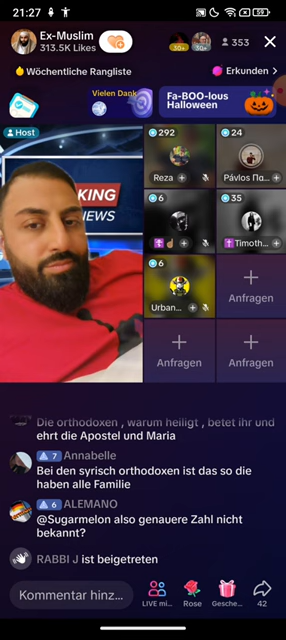 21:27
59
Ex-Muslim
313.5K Likes
30+
30+
353
Wöchentliche Rangliste
Erkunden >
Vielen Dank
Fa-BOO-lous
Halloween
Host
KING
NEWS
292
Reza
24
Pávlos Πα...
6
35
Timoth...
6
Urban...
Anfragen
Anfragen
Anfragen
Die orthodoxen , warum heiligt , betet ihr und
ehrt die Apostel und Maria
7 Annabelle
Bei den syrisch orthodoxen ist das so die
haben alle Familie
6 ALEMANO
@Sugarmelon also genauere Zahl nicht
bekannt?
RABBI J ist beigetreten
Kommentar hinz...
LIVE mi...
Rose
Gesche...
42